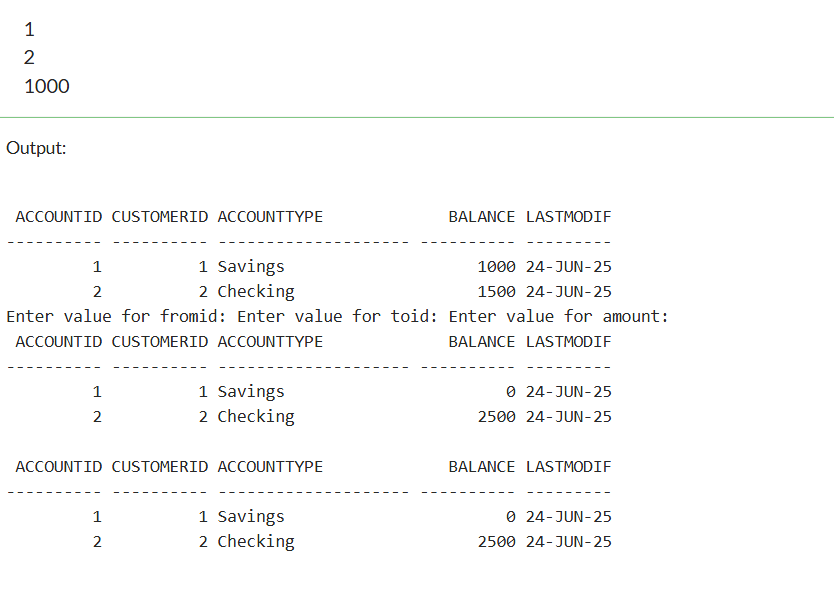 1
2
1000
Output:
ACCOUNTID CUSTOMERID ACCOUNTTYPE BALANCE LASTMODIF
---------- ---------- -------------------- ---------- ---------
1 1 Savings 1000 24-JUN-25
2 2 Checking 1500 24-JUN-25
Enter value for fromid: Enter value for toid: Enter value for amount:
ACCOUNTID CUSTOMERID ACCOUNTTYPE BALANCE LASTMODIF
---------- ---------- -------------------- ---------- ---------
1 1 Savings 0 24-JUN-25
2 2 Checking 2500 24-JUN-25
ACCOUNTID CUSTOMERID ACCOUNTTYPE BALANCE LASTMODIF
---------- ---------- -------------------- ---------- ---------
1 1 Savings 0 24-JUN-25
2 2 Checking 2500 24-JUN-25